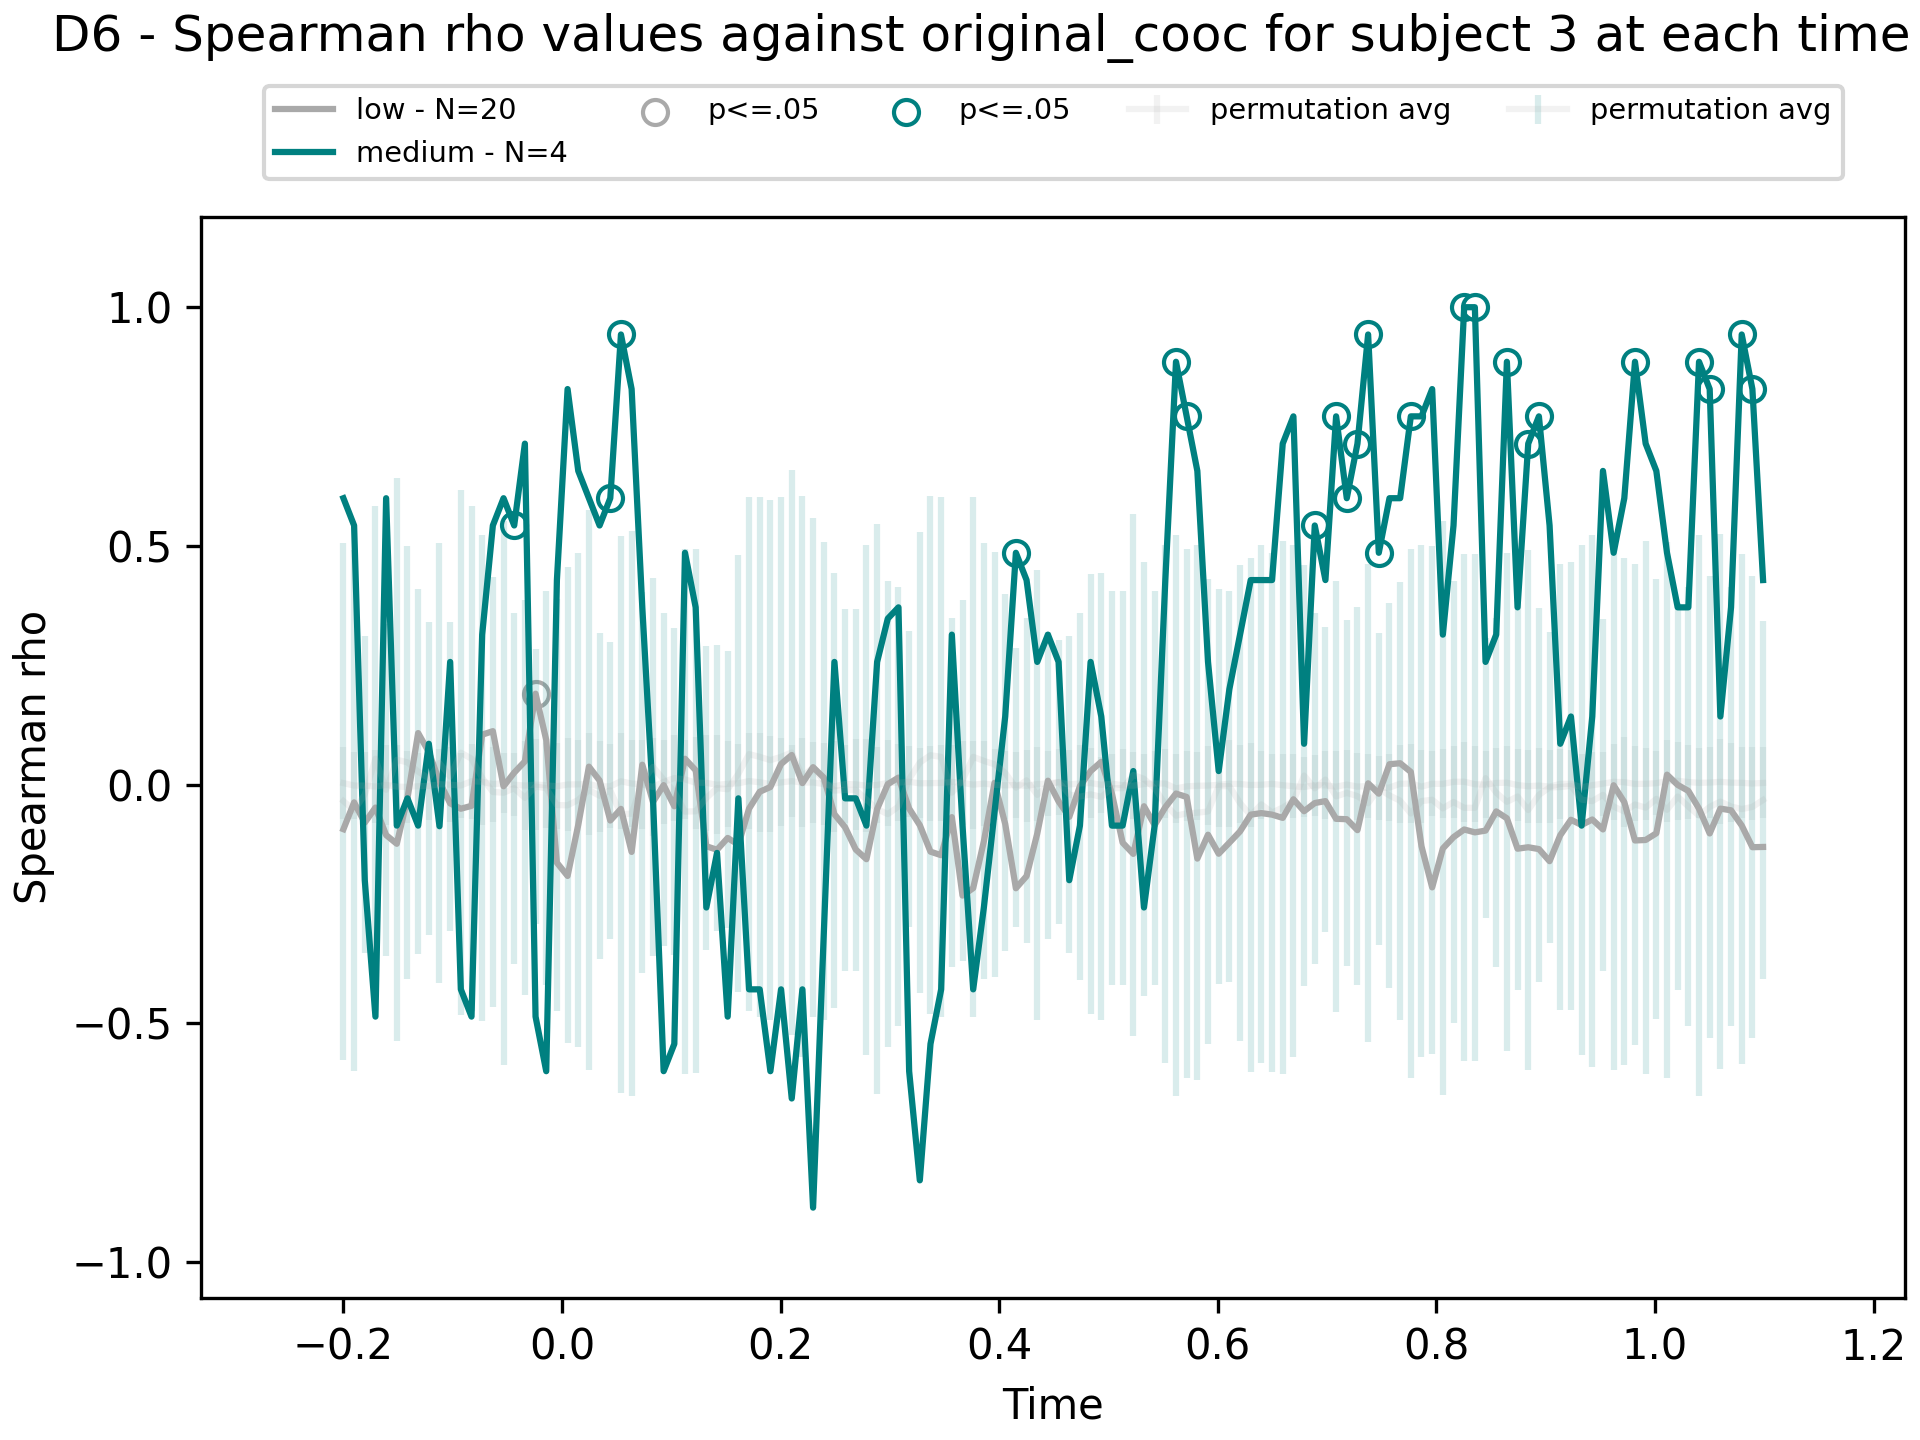 D6 - Spearman rho values against original_cooc for subject 3 at each time
low - N=20
medium - N=4
p<=.05
p<=.05
permutation avg
permutation avg
Spearman rho
1.0
0.5
0.0
−0.5
−1.0
−0.2
0.0
0.2
0.4
0.6
0.8
1.0
1.2
Time